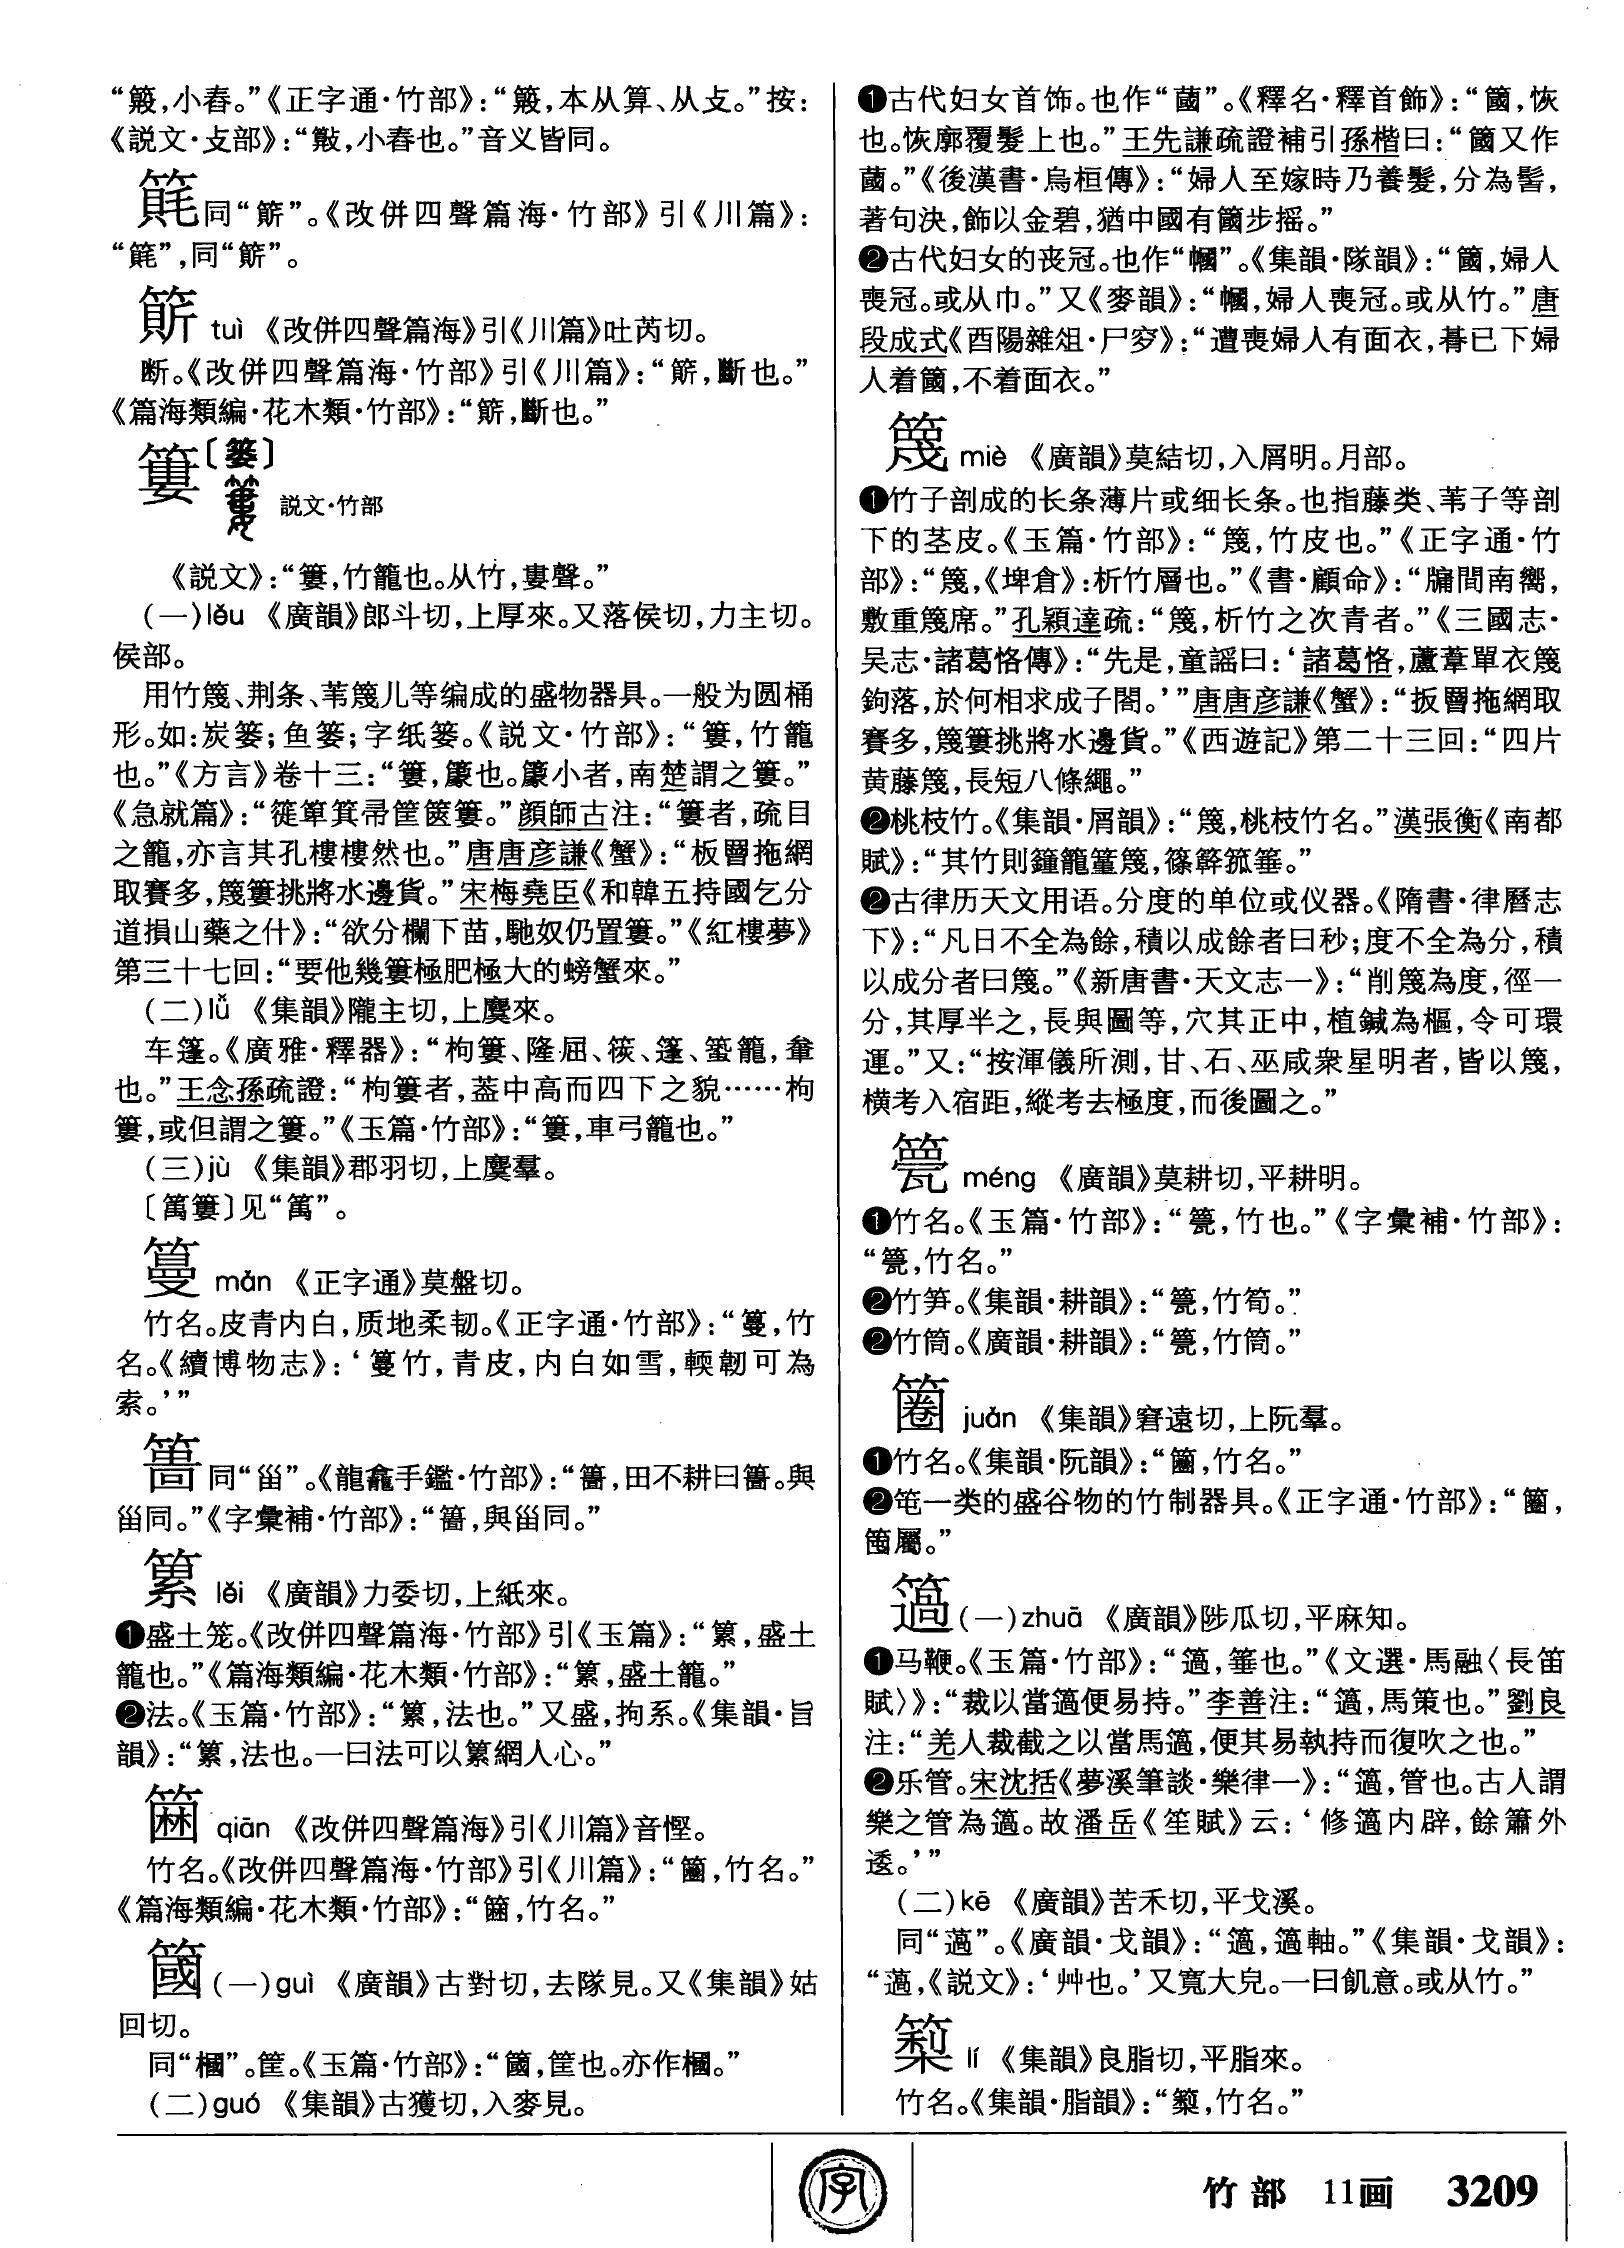 小舂。”《正字通·竹部》：“，本从算、从攴。”按：
《説文·攴部》：“，小舂也。”音义皆同。
同“”。《改併四聲篇海·竹部》引《川篇》：
“”，同“”。
tuì 《改併四聲篇海》引《川篇》吐芮切。
断。《改併四聲篇海·竹部》引《川篇》：“，斷也。”
《篇海類編·花木類·竹部》：“，斷也。”
簍〔篓〕
説文·竹部
《説文》：“簍，竹籠也。从竹，婁聲。”
（一）lǒu 《廣韻》郎斗切，上厚來。又落侯切，力主切。
侯部。
用竹篾、荆条、苇篾儿等编成的盛物器具。一般为圆桶
形。如：炭篓；鱼篓；字纸篓。《説文·竹部》：“簍，竹籠
也。”《方言》卷十三：“簍，籅也。籅小者，南楚謂之簍。”
《急就篇》：“簁箄箕帚筐篋簍。”顔師古注：“簍者，疏目
之籠，亦言其孔樓樓然也。”唐唐彦謙《蟹》：“板罾拖網
取賽多，篾簍挑將水邊貨。”宋梅堯臣《和韓五持國乞分
道損山藥之什》：“欲分欄下苗，馳奴仍置簍。”《紅樓夢》
第三十七回：“要他幾簍極肥極大的螃蟹來。”
（二）lǚ 《集韻》隴主切，上麌來。
车篷。《廣雅·釋器》：“枸簍、隆屈、筱、篷、籠，軬
也。”王念孫疏證：“枸簍者，蓋中高而四下之貌……枸
簍，或但謂之簍。”《玉篇·竹部》：“簍，車弓籠也。”
（三）jù 《集韻》郡羽切，上麌羣。
〔篽簍〕见“”。
䈞 mǎn 《正字通》莫盤切。
竹名。皮青内白，质地柔韧。《正字通·竹部》：“，竹
名。《續博物志》：‘竹，青皮，内白如雪，輭韌可為
索。’”
同“甾”。《龍龕手鑑·竹部》：“，田不耕曰。與
甾同。”《字彙補·竹部》：“，與甾同。”
lěi 《廣韻》力委切，上紙來。
❶盛土笼。《改併四聲篇海·竹部》引《玉篇》：“，盛土
籠也。”《篇海類編·花木類·竹部》：“，盛土籠。”
❷法。《玉篇·竹部》：“，法也。”又盛，拘系。《集韻·旨
韻》：“，法也。一曰法可以網人心。”
qiān 《改併四聲篇海》引《川篇》音慳。
竹名。《改併四聲篇海·竹部》引《川篇》：“，竹名。”
《篇海類編·花木類·竹部》：“，竹名。”
簂（一）guì 《廣韻》古對切，去隊見。又《集韻》姑
回切。
同“槶”。筐。《玉篇·竹部》：“簂，筐也。亦作槶。”
（二）guó 《集韻》古獲切，入麥見。
❶古代妇女首饰。也作“蔮”。《釋名·釋首飾》：“簂，恢
也。恢廓覆髮上也。”王先謙疏證補引孫楷曰：“簂又作
蔮。”《後漢書·烏桓傳》：“婦人至嫁時乃養髮，分為髻，
著句決，飾以金碧，猶中國有簂步摇。”
❷古代妇女的丧冠。也作“幗”。《集韻·隊韻》：“簂，婦人
喪冠。或从巾。”又《麥韻》：“幗，婦人喪冠。或从竹。”唐
段成式《酉陽雜俎·尸穸》：“遭喪婦人有面衣，朞已下婦
人着簂，不着面衣。”
篾 miè 《廣韻》莫結切，入屑明。月部。
❶竹子剖成的长条薄片或细长条。也指藤类、苇子等剖
下的茎皮。《玉篇·竹部》：“篾，竹皮也。”《正字通·竹
部》：“篾，《埤倉》：析竹層也。”《書·顧命》：“牖間南嚮，
敷重篾席。”孔穎達疏：“篾，析竹之次青者。”《三國志·
吴志·諸葛恪傳》：“先是，童謡曰：‘諸葛恪，蘆葦單衣篾
鉤落，於何相求成子閤。’”唐唐彦謙《蟹》：“扳罾拖網取
賽多，篾簍挑將水邊貨。”《西遊記》第二十三回：“四片
黄藤篾，長短八條繩。”
❷桃枝竹。《集韻·屑韻》：“篾，桃枝竹名。”漢張衡《南都
賦》：“其竹則籦籠篾，篠簳箛箠。”
❷古律历天文用语。分度的单位或仪器。《隋書·律曆志
下》：“凡日不全為餘，積以成餘者曰秒；度不全為分，積
以成分者曰篾。”《新唐書·天文志一》：“削篾為度，徑一
分，其厚半之，長與圖等，穴其正中，植鍼為樞，令可環
運。”又：“按渾儀所測，甘、石、巫咸衆星明者，皆以篾，
横考入宿距，縱考去極度，而後圖之。”
méng 《廣韻》莫耕切，平耕明。
❶竹名。《玉篇·竹部》：“，竹也。”《字彙補·竹部》：
“，竹名。”
❷竹笋。《集韻·耕韻》：“，竹筍。”
❷竹筒。《廣韻·耕韻》：“，竹筒。”
juǎn 《集韻》窘遠切，上阮羣。
❶竹名。《集韻·阮韻》：“，竹名。”
❷笔一类的盛谷物的竹制器具。《正字通·竹部》：“，
屬。”
簻（一）zhuā 《廣韻》陟瓜切，平麻知。
❶马鞭。《玉篇·竹部》：“簻，箠也。”《文選·馬融〈長笛
賦〉》：“裁以當簻便易持。”李善注：“簻，馬策也。”劉良
注：“羌人裁截之以當馬簻，便其易執持而復吹之也。”
❷乐管。宋沈括《夢溪筆談·樂律一》：“簻，管也。古人謂
樂之管為簻。故潘岳《笙賦》云：‘修簻内辟，餘簫外
逶。’”
（二）kē 《廣韻》苦禾切，平戈溪。
同“薖”。《廣韻·戈韻》：“簻，簻軸。”《集韻·戈韻》：
“薖，《説文》：‘艸也。’又寬大皃。一曰飢意。或从竹。”
lí 《集韻》良脂切，平脂來。
竹名。《集韻·脂韻》：“，竹名。”
字
竹部 11画 3209